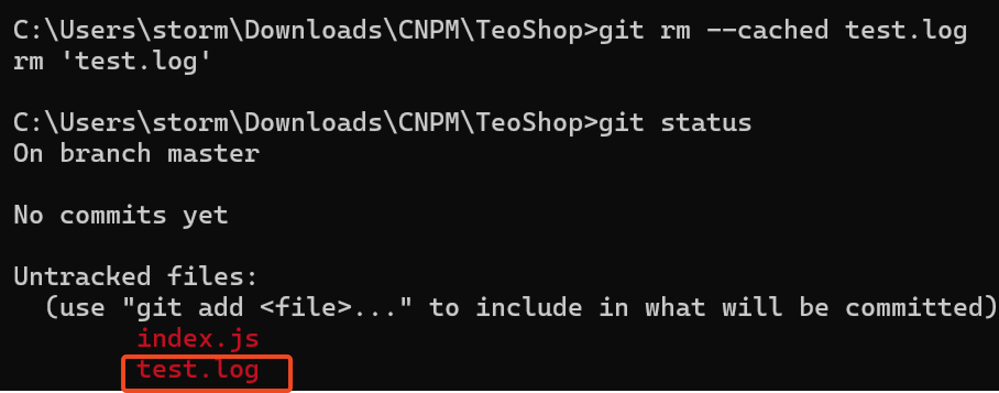 C:\Users\storm\Downloads\CNPM\TeoShop>git rm --cached test.log
rm 'test.log'
C:\Users\storm\Downloads\CNPM\TeoShop>git status
On branch master
No commits yet
Untracked files:
(use "git add <file>..." to include in what will be committed)
index.js
test.log